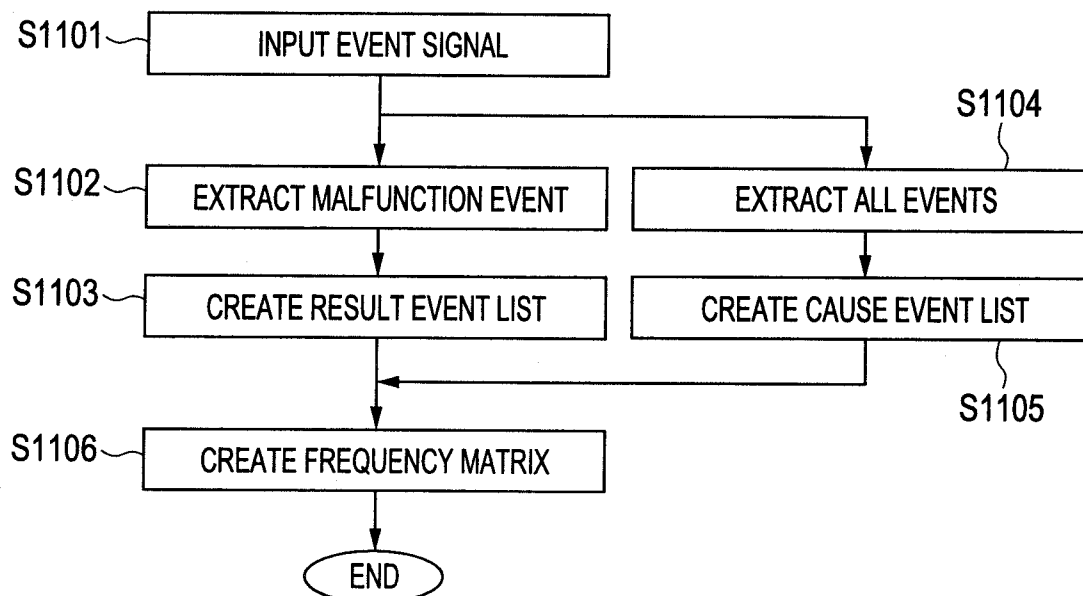 S1101
INPUT EVENT SIGNAL
S1104
S1102
EXTRACT MALFUNCTION EVENT
EXTRACT ALL EVENTS
S1103
CREATE RESULT EVENT LIST
CREATE CAUSE EVENT LIST
S1105
S1106
CREATE FREQUENCY MATRIX
END